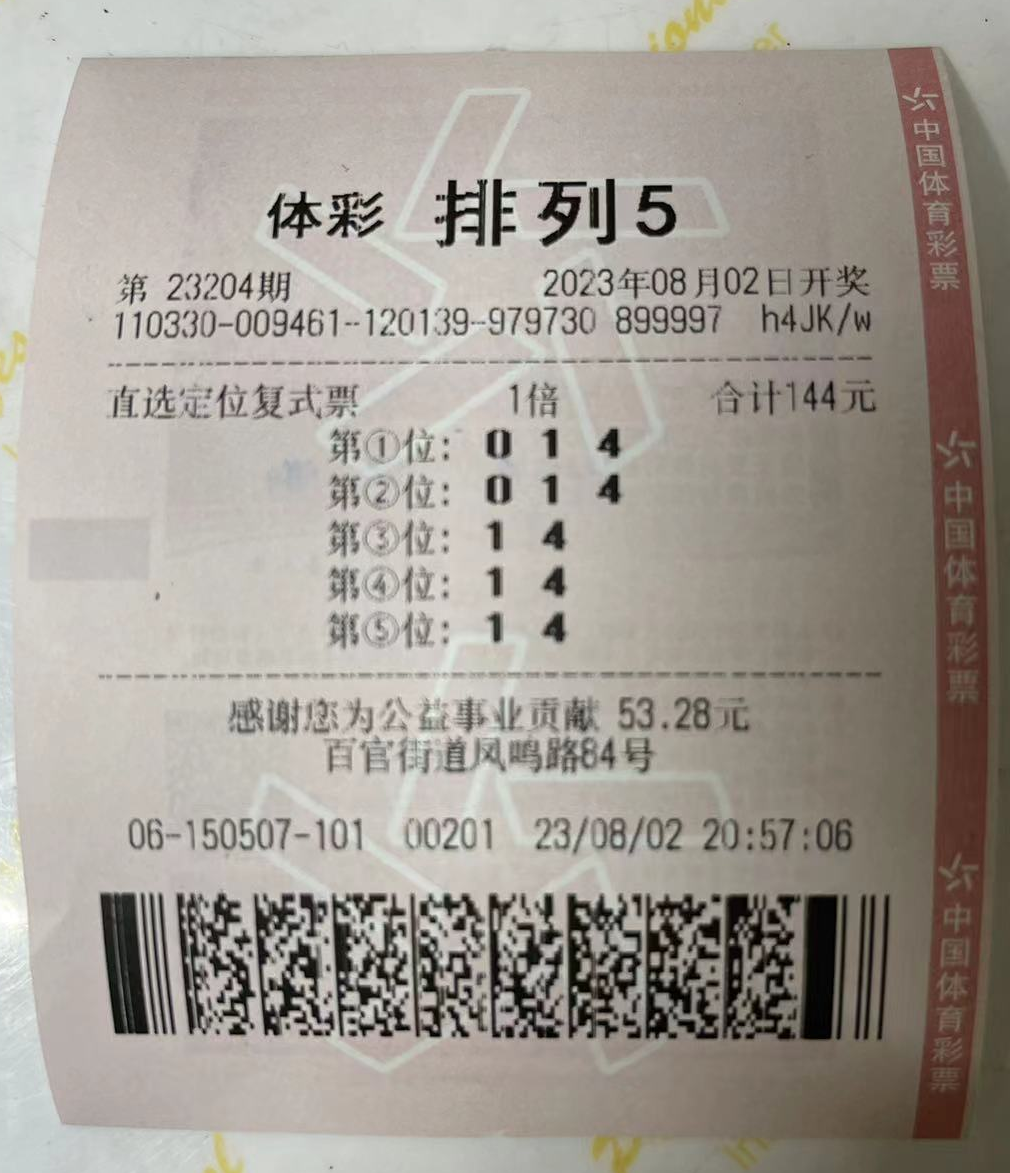 体彩 排列5
第 23204期 2023年08月02日开奖
110330-009461--120139--979730 899997 h4JK/w
直选定位复式票 1倍 合计144元
第①位: 0 1 4
第②位: 0 1 4
第③位: 1 4
第④位: 1 4
第⑤位: 1 4
感谢您为公益事业贡献 53.28元
百官街道凤鸣路84号
06-150507-101 00201 23/08/02 20:57:06
中国体育彩票
中国体育彩票
中国体育彩票